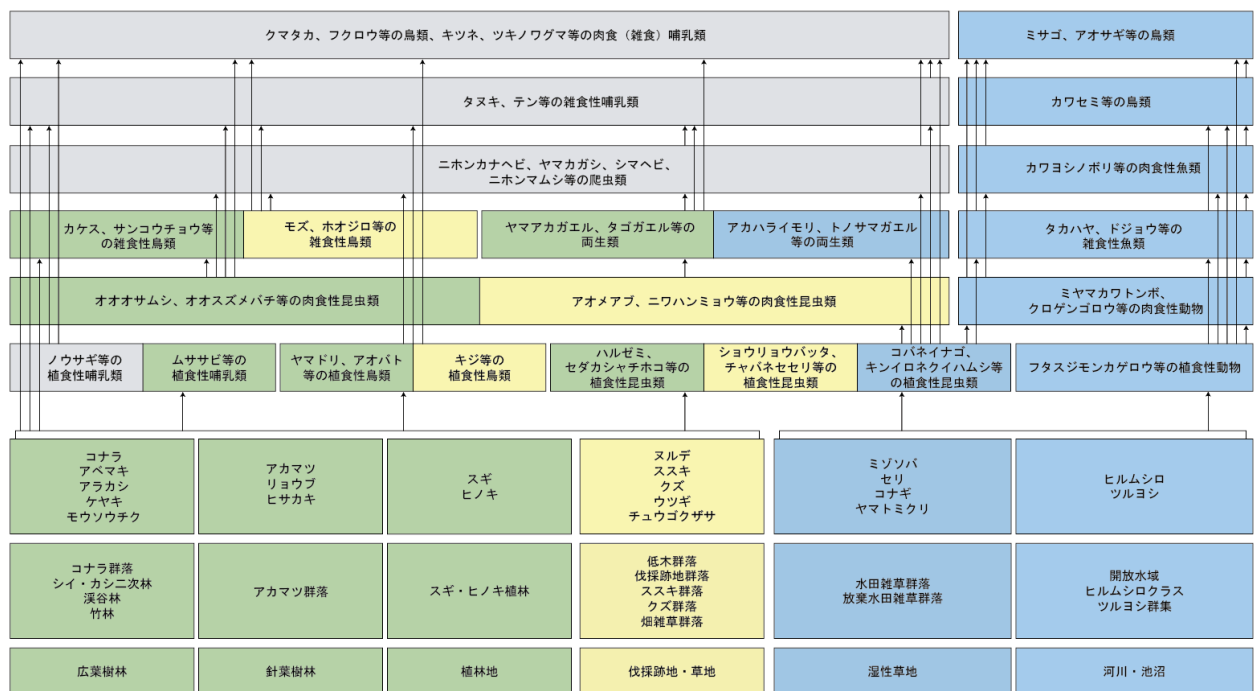 クマタカ、フクロウ等の鳥類、キツネ、ツキノワグマ等の肉食（雑食）哺乳類
ミサゴ、アオサギ等の鳥類
タヌキ、テン等の雑食性哺乳類
カワセミ等の鳥類
ニホンカナヘビ、ヤマカガシ、シマヘビ、
ニホンマムシ等の爬虫類
カワヨシノボリ等の肉食性魚類
カケス、サンコウチョウ等
の雑食性鳥類
モズ、ホオジロ等の
雑食性鳥類
ヤマアカガエル、タゴガエル等の
両生類
アカハライモリ、トノサマガエル
等の両生類
タカハヤ、ドジョウ等の
雑食性魚類
オオオサムシ、オオスズメバチ等の肉食性昆虫類
アオメアブ、ニワハンミョウ等の肉食性昆虫類
ミヤマカワトンボ、
クロゲンゴロウ等の肉食性動物
ノウサギ等の
植食性哺乳類
ムササビ等の
植食性哺乳類
ヤマドリ、アオバト
等の植食性鳥類
キジ等の
植食性鳥類
ハルゼミ、
セダカシャチホコ等の
植食性昆虫類
ショウリョウバッタ、
チャバネセセリ等の
植食性昆虫類
コバネイナゴ、
キンイロネクイハムシ等
の植食性昆虫類
フタスジモンカゲロウ等の植食性動物
コナラ
アベマキ
アラカシ
ケヤキ
モウソウチク
アカマツ
リョウブ
ヒサカキ
スギ
ヒノキ
ヌルデ
ススキ
クズ
ウツギ
チュウゴクザサ
ミゾソバ
セリ
コナギ
ヤマトミクリ
ヒルムシロ
ツルヨシ
コナラ群落
シイ・カシ二次林
渓谷林
竹林
アカマツ群落
スギ・ヒノキ植林
低木群落
伐採跡地群落
ススキ群落
クズ群落
畑雑草群落
水田雑草群落
放棄水田雑草群落
開放水域
ヒルムシロクラス
ツルヨシ群集
広葉樹林
針葉樹林
植林地
伐採跡地・草地
湿性草地
河川・池沼